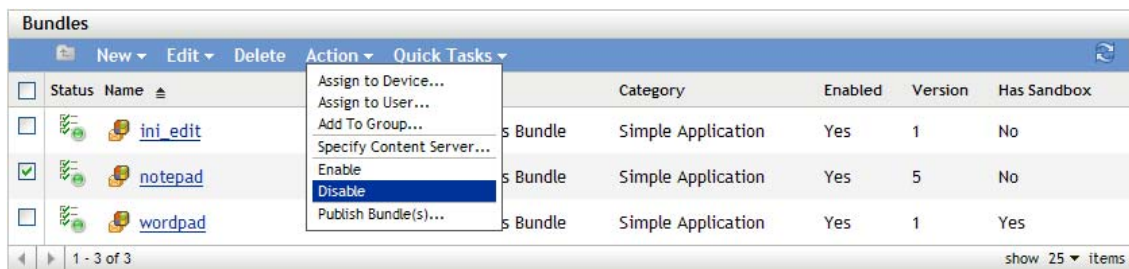 Bundles
New Edit Delete Action Quick Tasks
Status Name Category Enabled Version Has Sandbox
Assign to Device...
Assign to User...
Add To Group...
Specify Content Server...
Enable
Disable
Publish Bundle(s)...
ini_edit s Bundle Simple Application Yes 1 No
notepad s Bundle Simple Application Yes 5 No
wordpad s Bundle Simple Application Yes 1 Yes
1 - 3 of 3 show 25 items